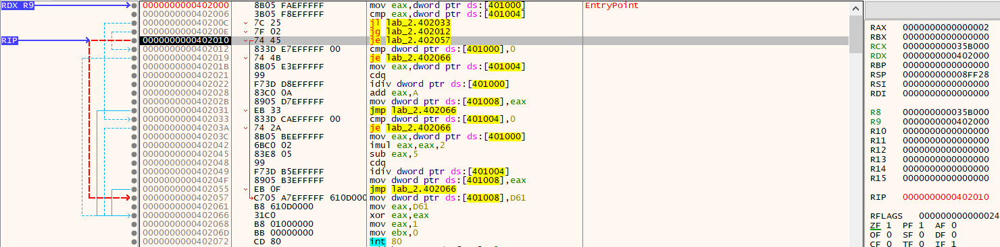 RDX R9 0000000000402000 8B05 FAEFFFFF mov eax,dword ptr ds:[401000] EntryPoint
0000000000402006 3B05 F8EFFFFF cmp eax,dword ptr ds:[401004]
000000000040200C 7C 25 jl lab_2.402033
000000000040200E 7F 02 jg lab_2.402012
RIP 0000000000402010 74 45 je lab_2.402057
0000000000402012 833D E7EFFFFF 00 cmp dword ptr ds:[401000],0
0000000000402019 74 4B je lab_2.402066
000000000040201B 8B05 E3EFFFFF mov eax,dword ptr ds:[401004]
0000000000402021 99 cdq
0000000000402022 F73D D8EFFFFF idiv dword ptr ds:[401000]
0000000000402028 83C0 0A add eax,A
000000000040202B 8905 D7EFFFFF mov dword ptr ds:[401008],eax
0000000000402031 EB 33 jmp lab_2.402066
0000000000402033 833D CAEFFFFF 00 cmp dword ptr ds:[401004],0
000000000040203A 74 2A je lab_2.402066
000000000040203C 8B05 BEEFFFFF mov eax,dword ptr ds:[401000]
0000000000402042 6BC0 02 imul eax,eax,2
0000000000402045 83E8 05 sub eax,5
0000000000402048 99 cdq
0000000000402049 F73D B5EFFFFF idiv dword ptr ds:[401004]
000000000040204F 8905 B3EFFFFF mov dword ptr ds:[401008],eax
0000000000402055 EB 0F jmp lab_2.402066
0000000000402057 C705 A7EFFFFF 610D000 mov dword ptr ds:[401008],D61
0000000000402061 B8 610D0000 mov eax,D61
0000000000402066 31C0 xor eax,eax
0000000000402068 B8 01000000 mov eax,1
000000000040206D BB 00000000 mov ebx,0
0000000000402072 CD 80 int 80
RAX 0000000000000002
RBX 0000000000000000
RCX 000000000035B000
RDX 0000000000402000
RBP 0000000000000000
RSP 000000000008FF28
RSI 0000000000000000
RDI 0000000000000000
R8 000000000035B000
R9 0000000000402000
R10 0000000000000000
R11 0000000000000000
R12 0000000000000000
R13 0000000000000000
R14 0000000000000000
R15 0000000000000000
RIP 0000000000402010
RFLAGS 000000000000024
ZF 1 PF 1 AF 0
OF 0 SF 0 DF 0
CF 0 TF 0 IF 1